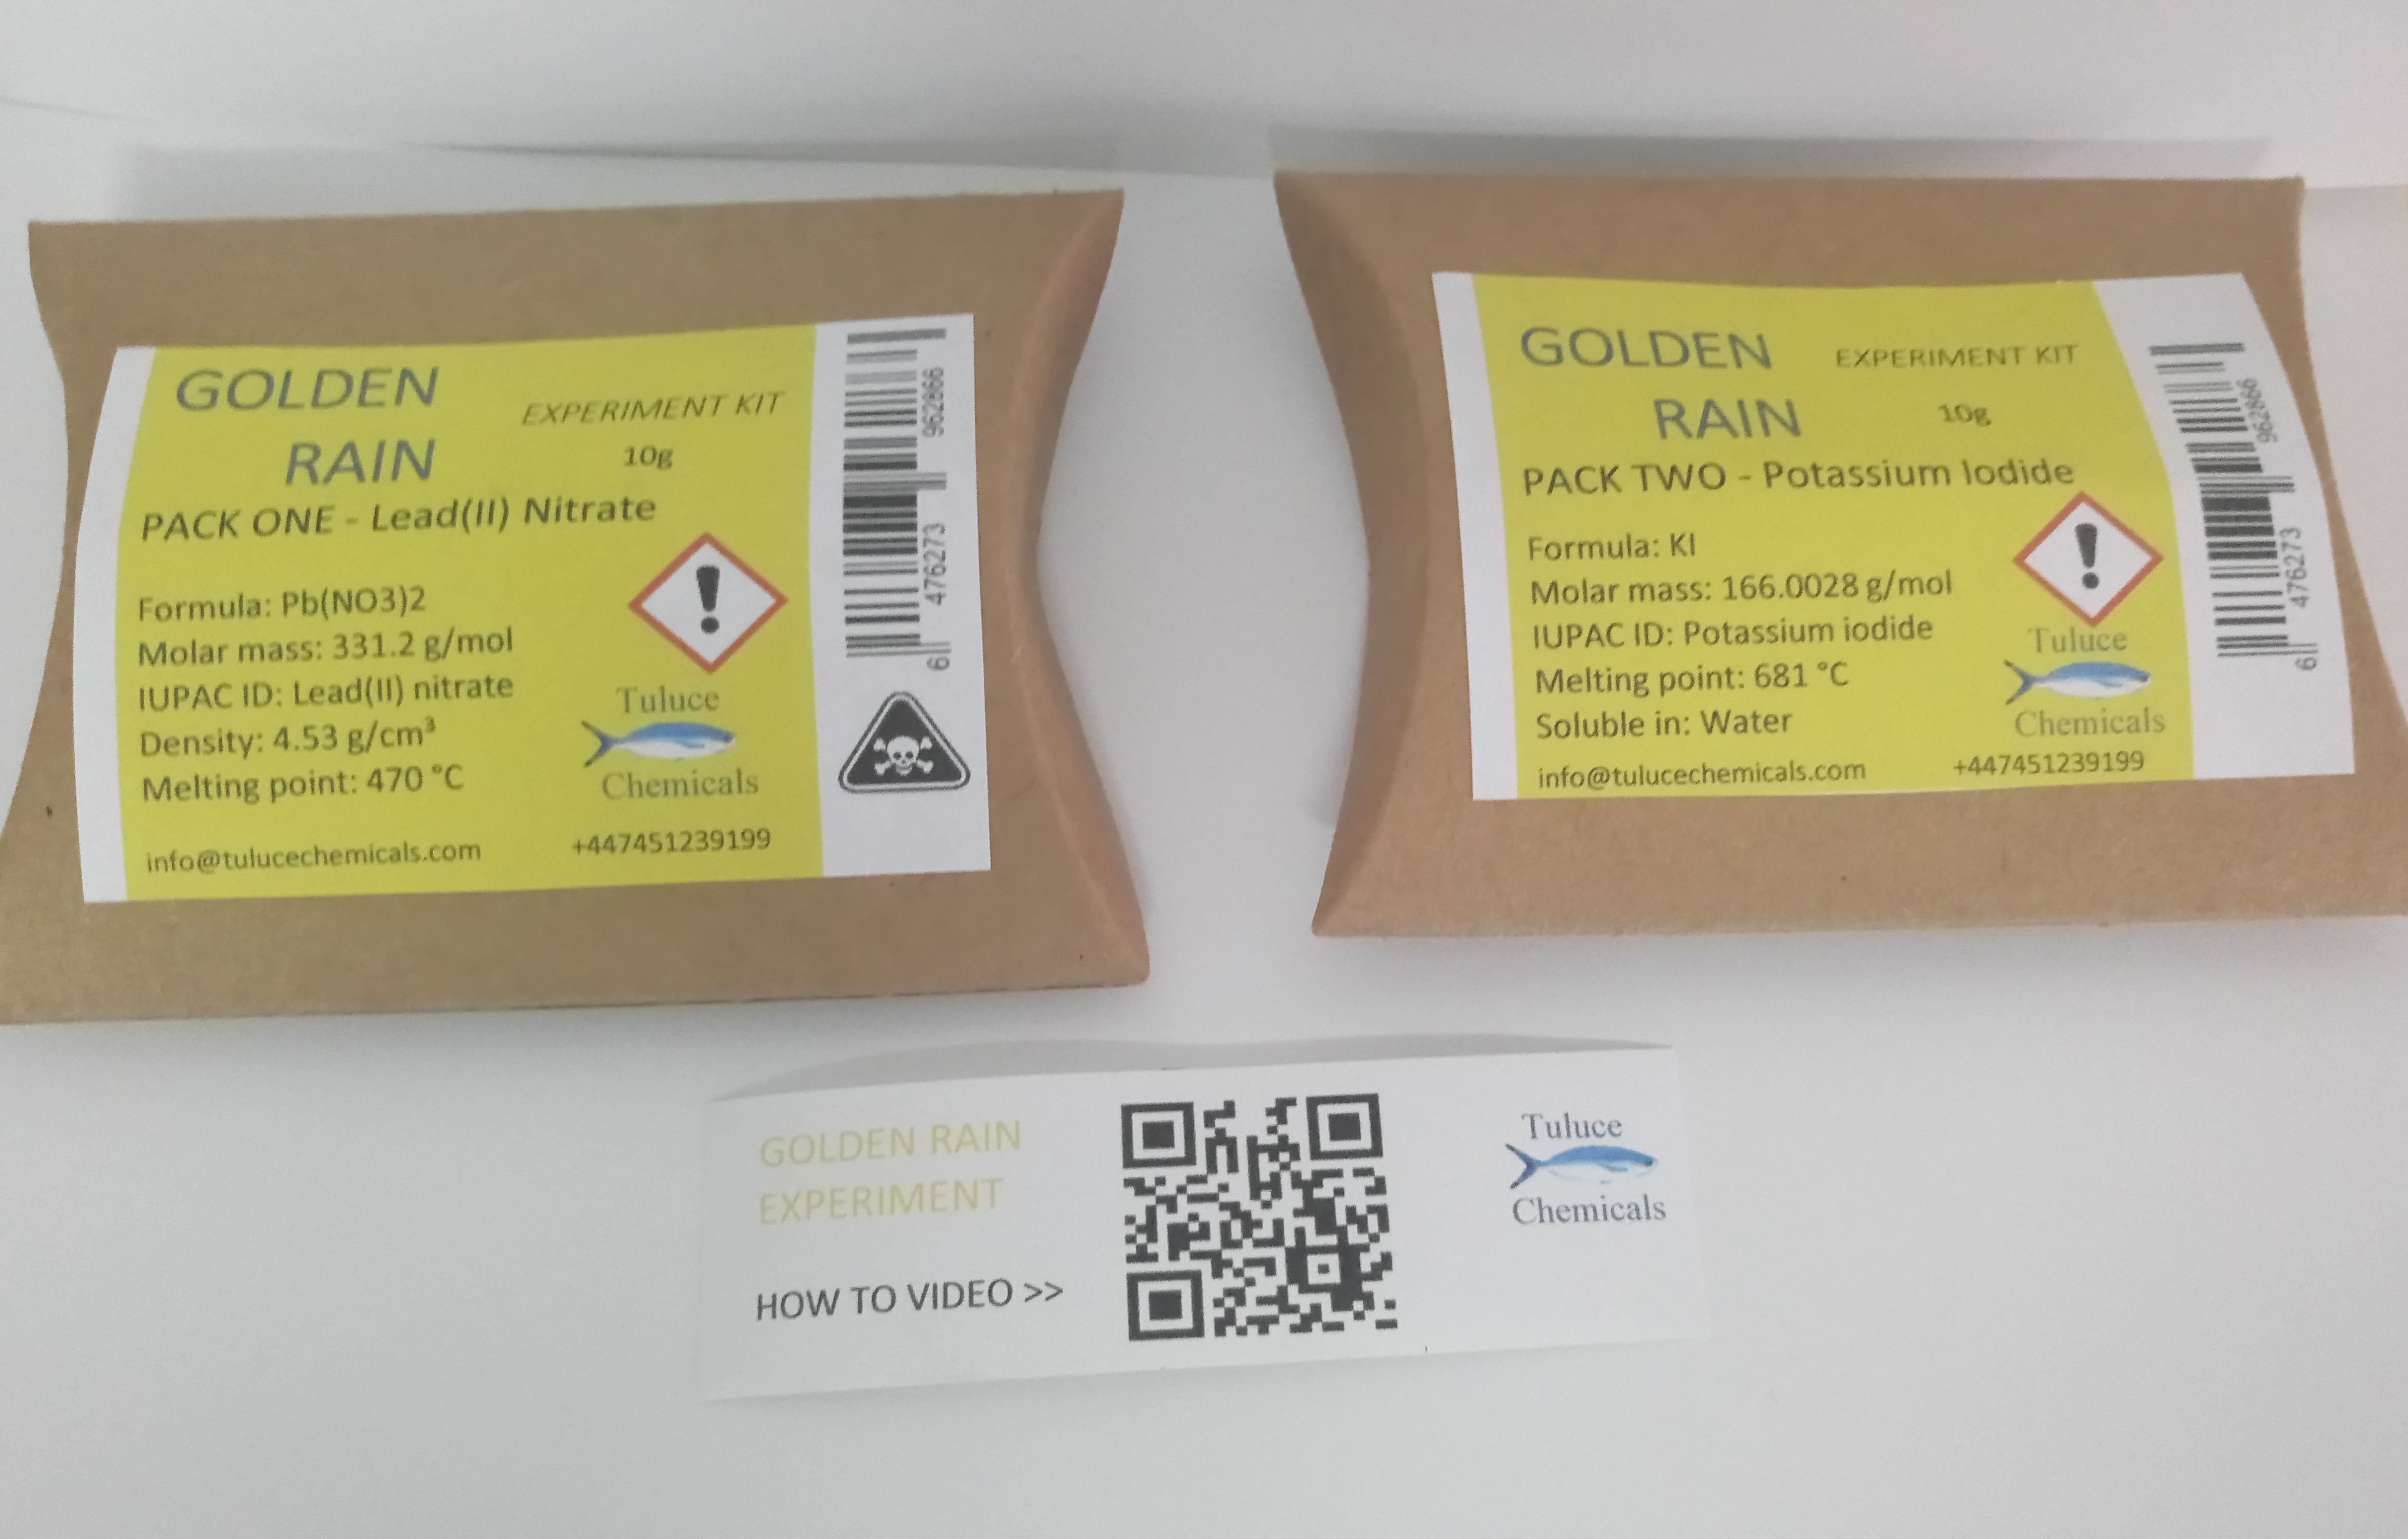 GOLDEN
RAIN
EXPERIMENT KIT
10g
PACK ONE - Lead(II) Nitrate
Formula: Pb(NO3)2
Molar mass: 331.2 g/mol
IUPAC ID: Lead(II) nitrate
Density: 4.53 g/cm³
Melting point: 470 °C
Tuluce
Chemicals
info@tulucechemicals.com
+447451239199
6 476273 962866
GOLDEN
RAIN
EXPERIMENT KIT
10g
PACK TWO - Potassium Iodide
Formula: KI
Molar mass: 166.0028 g/mol
IUPAC ID: Potassium iodide
Melting point: 681 °C
Soluble in: Water
Tuluce
Chemicals
info@tulucechemicals.com
+447451239199
6 476273 962866
GOLDEN RAIN
EXPERIMENT
HOW TO VIDEO >>
Tuluce
Chemicals